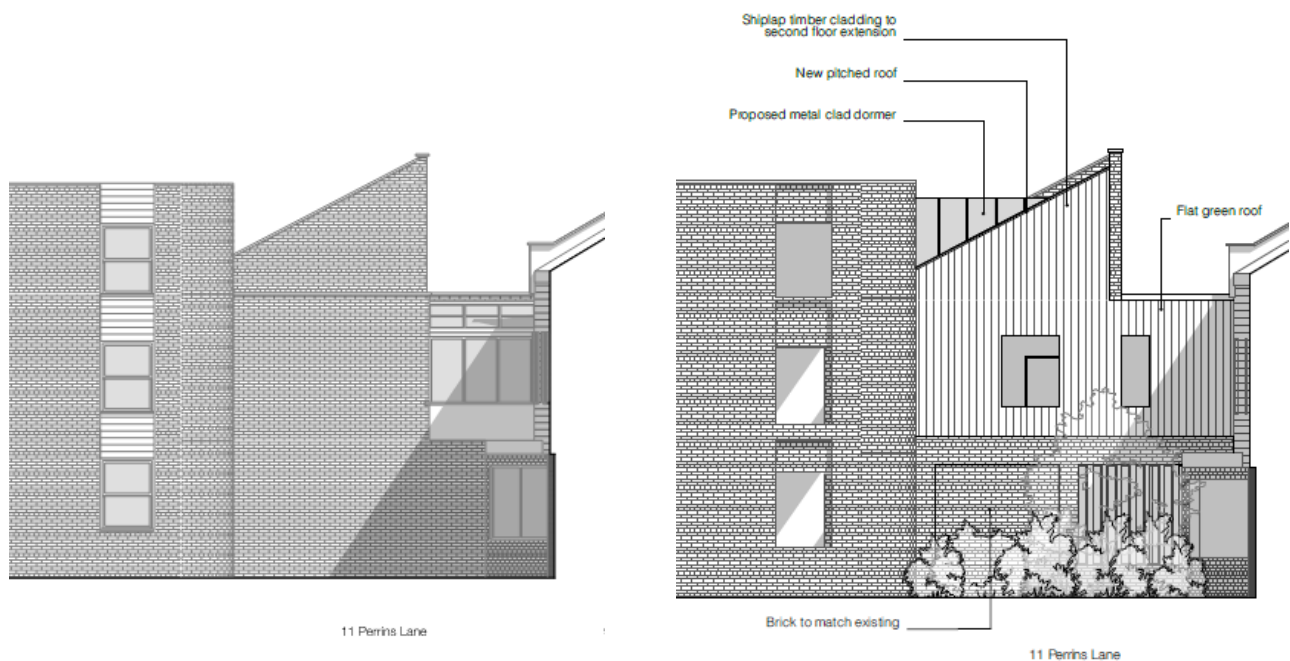 Shiplap timber cladding to
second floor extension
New pitched roof
Proposed metal clad dormer
Flat green roof
Brick to match existing
11 Perrins Lane
11 Perrins Lane